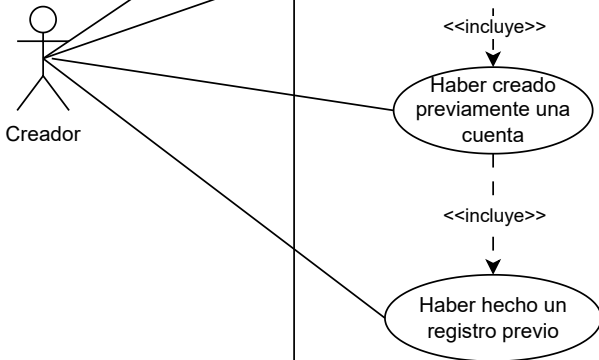 <<incluye>>
Haber creado
previamente una
cuenta
Creador
<<incluye>>
Haber hecho un
registro previo